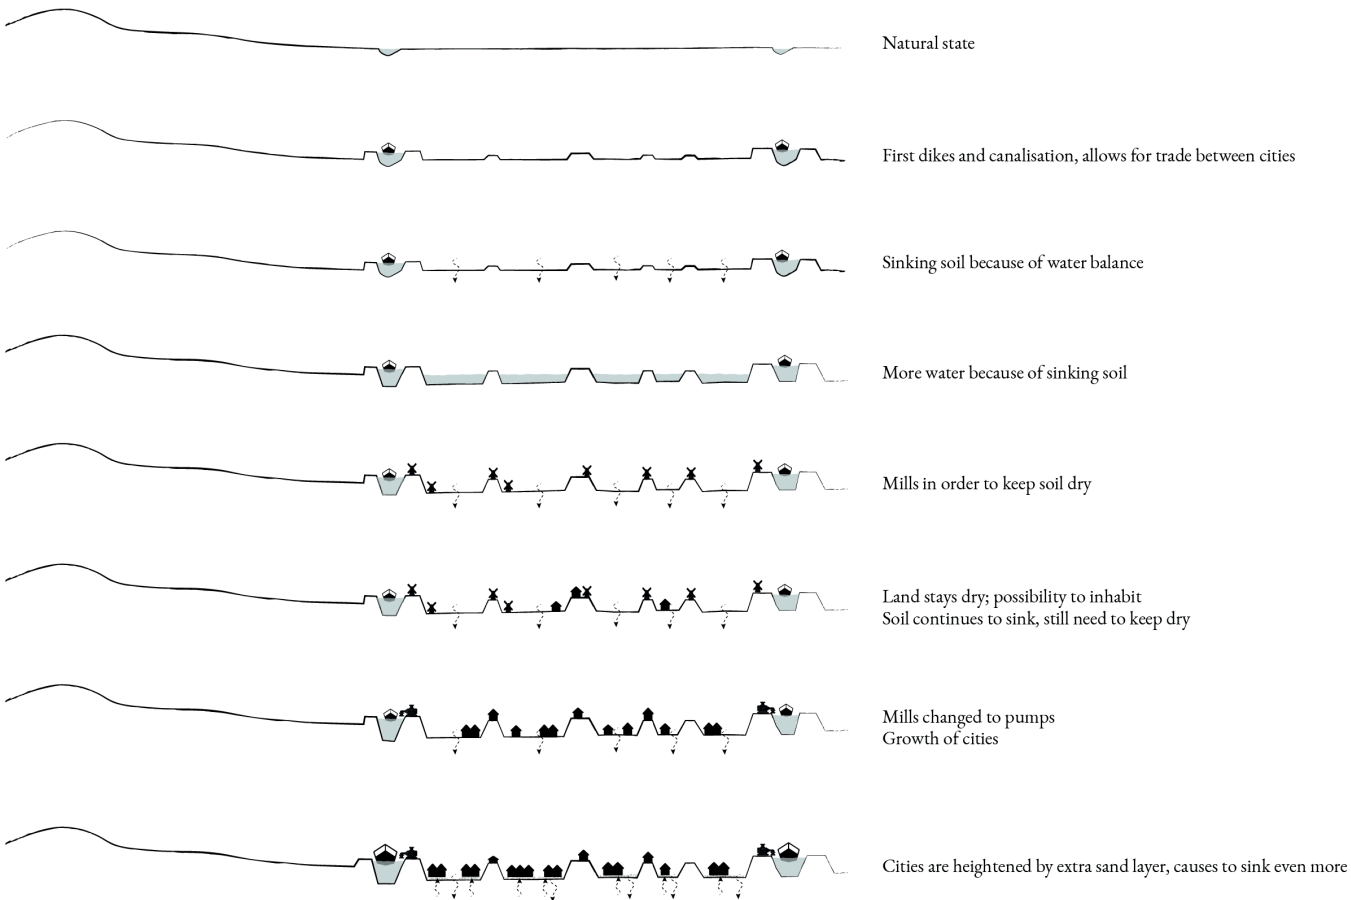 Natural state
First dikes and canalisation, allows for trade between cities
Sinking soil because of water balance
More water because of sinking soil
Mills in order to keep soil dry
Land stays dry; possibility to inhabit
Soil continues to sink, still need to keep dry
Mills changed to pumps
Growth of cities
Cities are heightened by extra sand layer, causes to sink even more